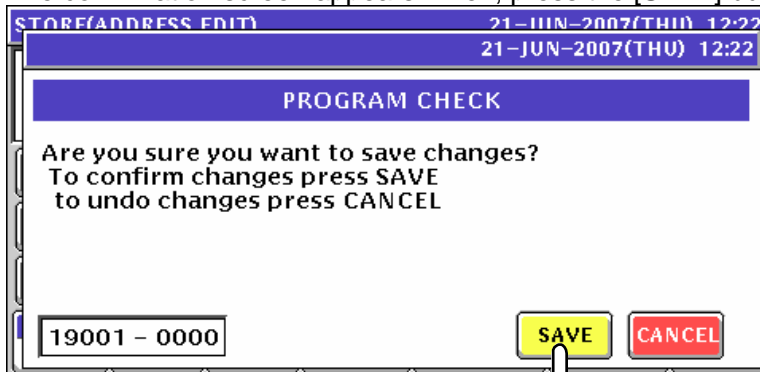 STORE(ADDRESS EDIT) 21-JUN-2007(THU) 12:22
21-JUN-2007(THU) 12:22
PROGRAM CHECK
Are you sure you want to save changes?
To confirm changes press SAVE
to undo changes press CANCEL
19001 - 0000
SAVE
CANCEL